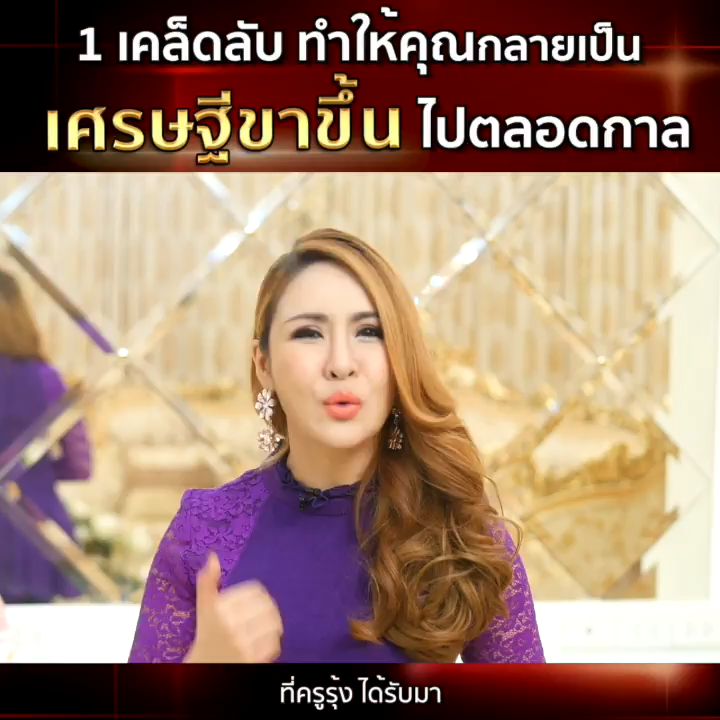 1 เคล็ดลับ ทำให้คุณกลายเป็น
เศรษฐีขาขึ้น ไปตลอดกาล
ที่ครูรุ้ง ได้รับมา